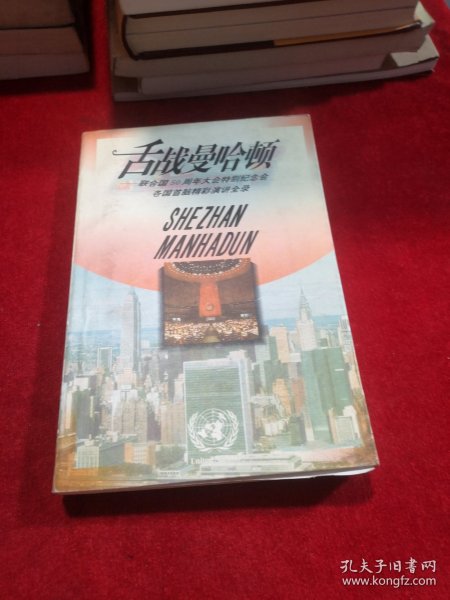 舌战曼哈顿
联合国50周年大会特别纪念会
各国首脑精彩演讲全录
SHEZHAN
MANHADUN
孔夫子旧书网
www.kongfz.com